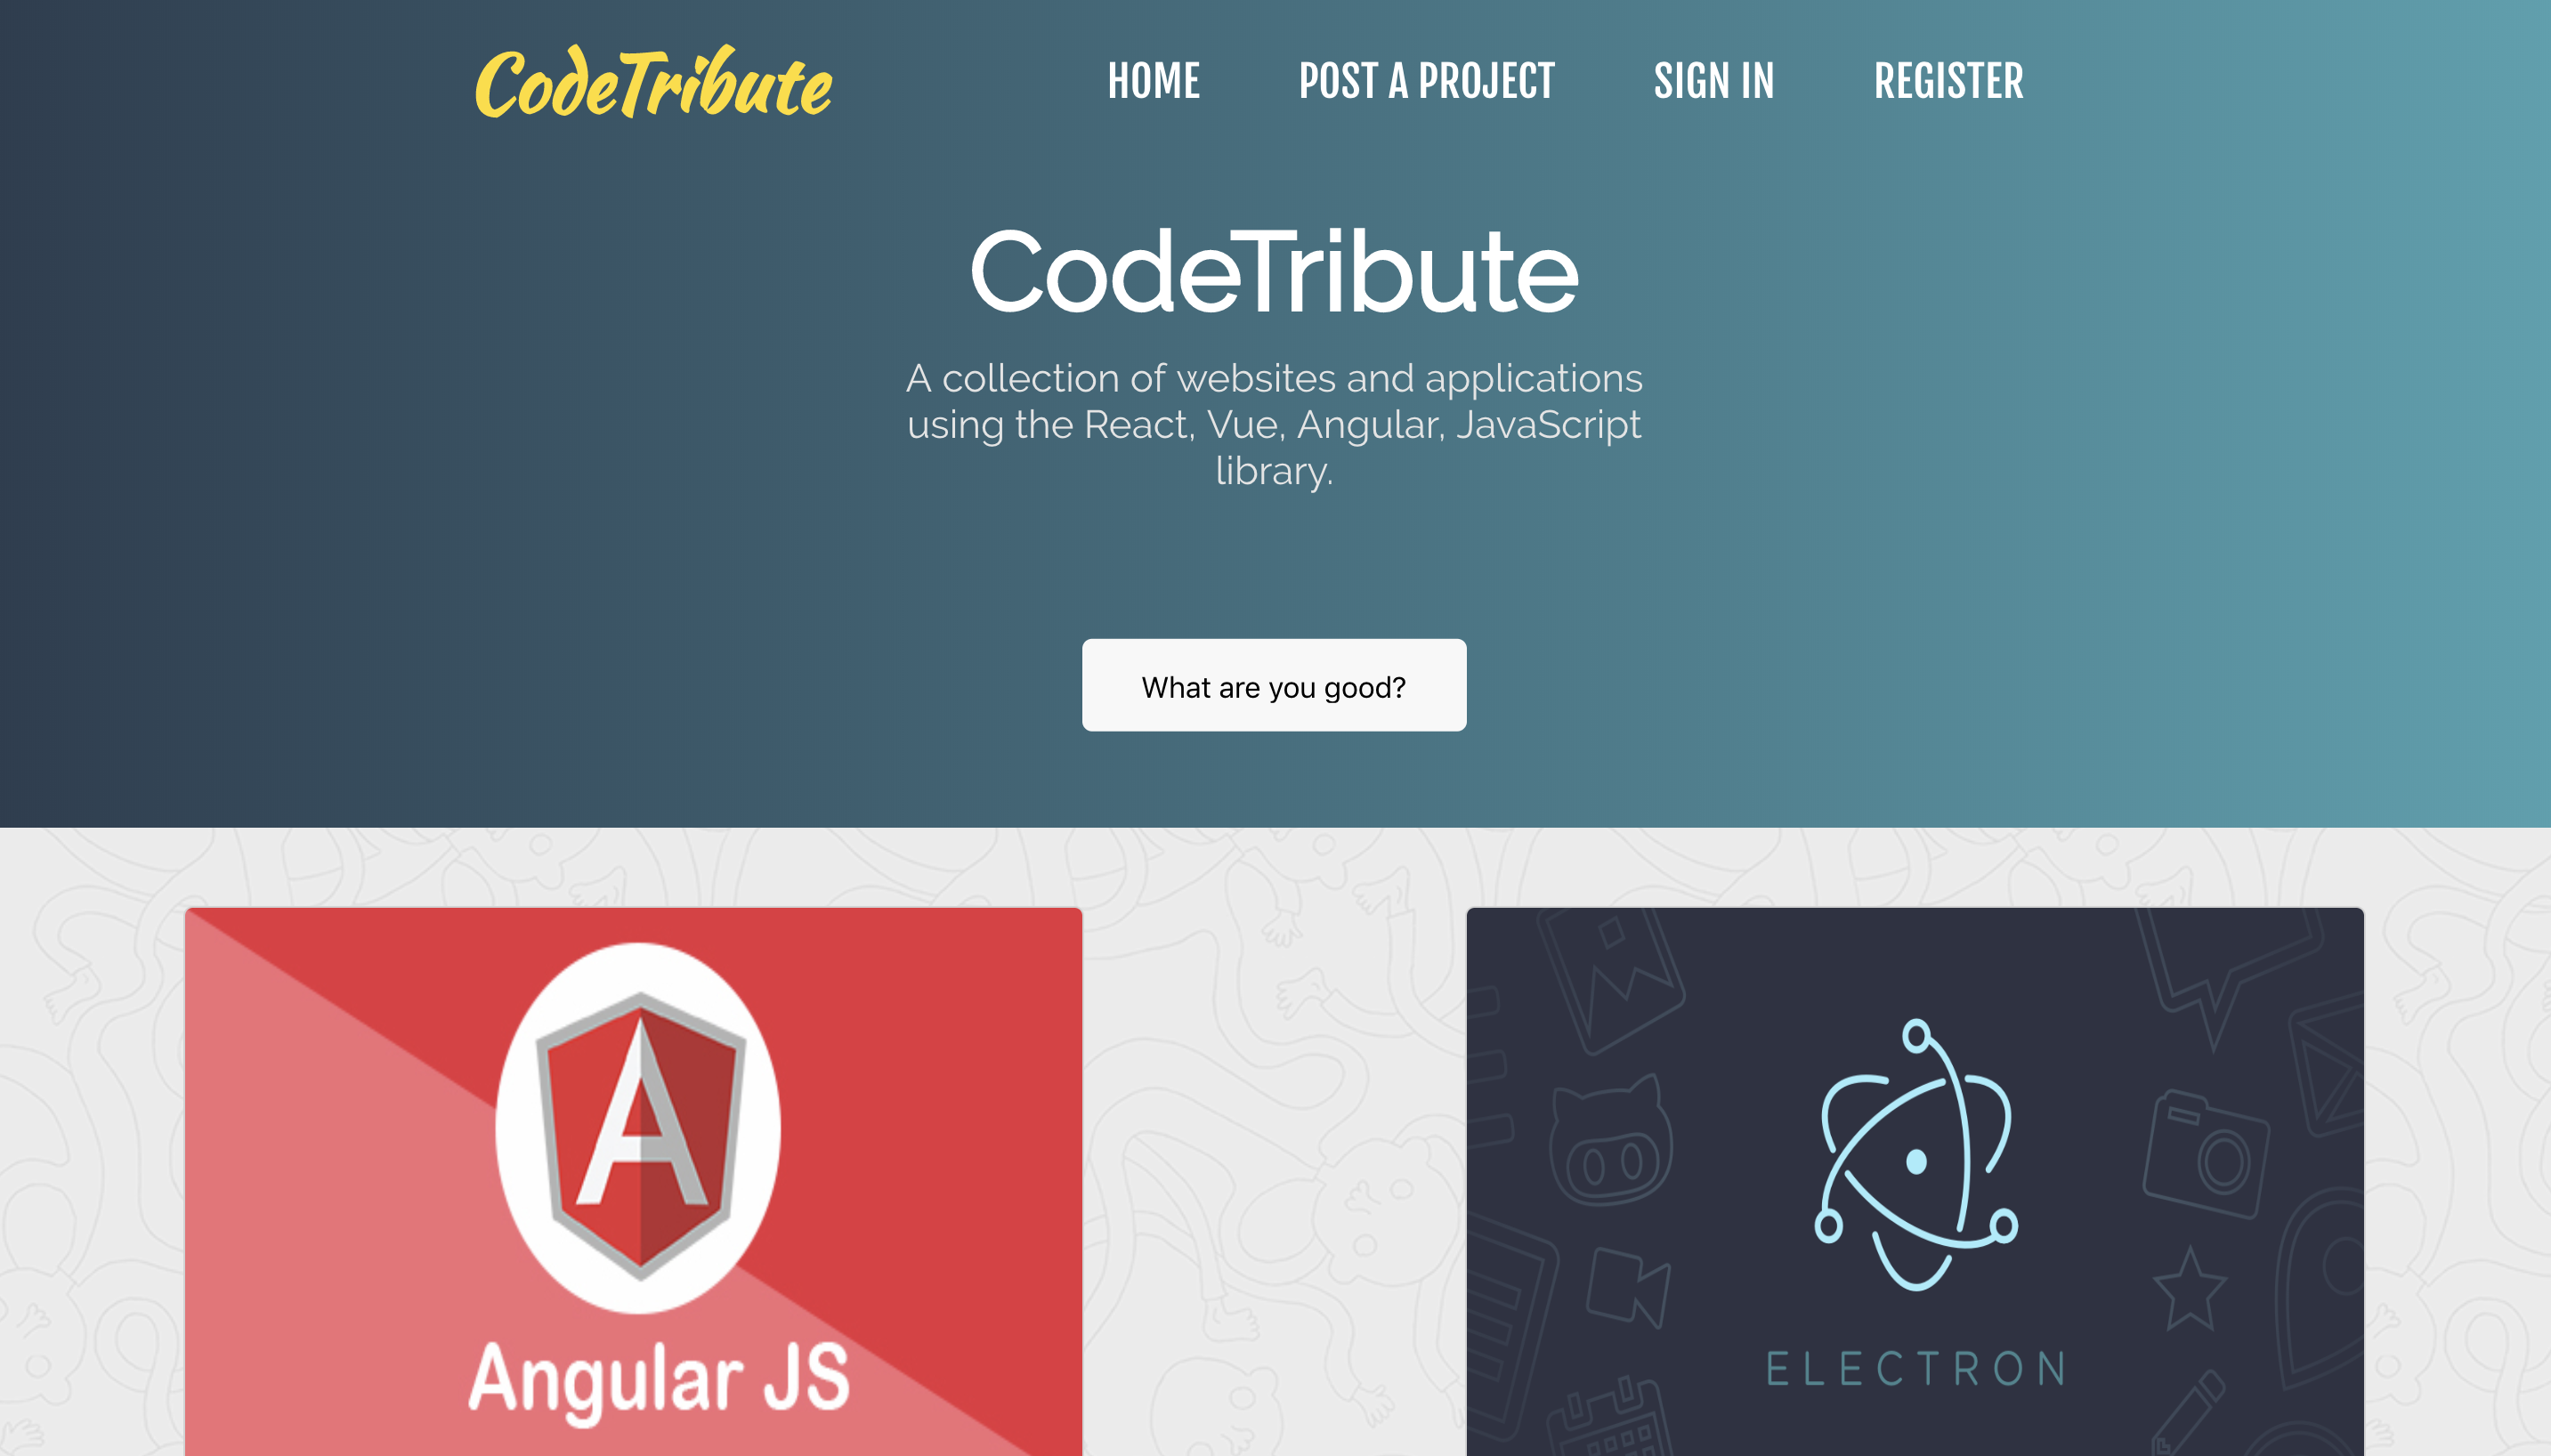 CodeTribute
HOME
POST A PROJECT
SIGN IN
REGISTER
CodeTribute
A collection of websites and applications
using the React, Vue, Angular, JavaScript
library.
What are you good?
Angular JS
ELECTRON